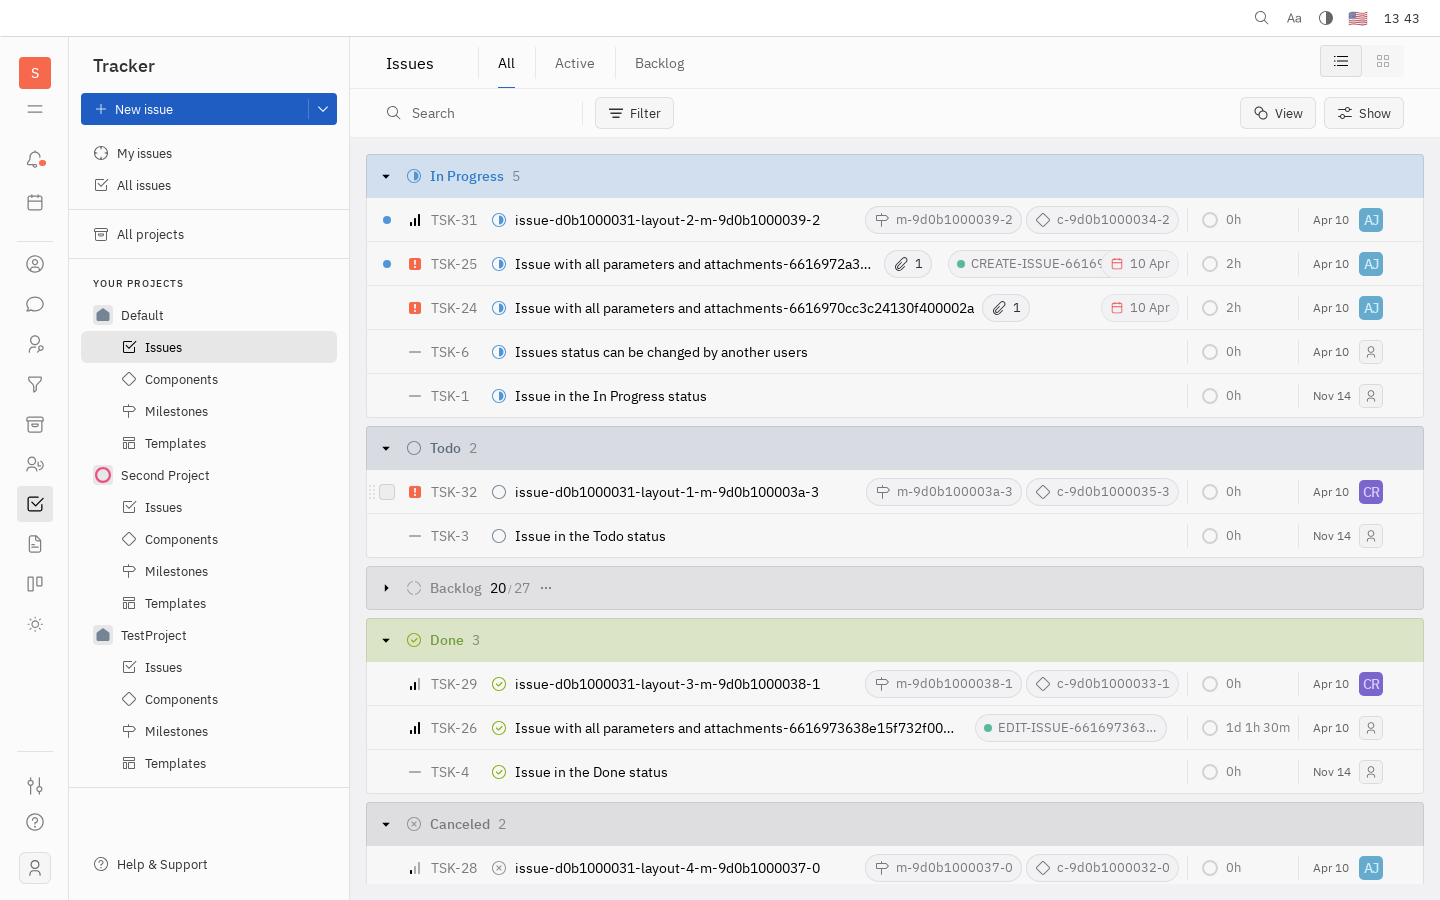 Aa
13 43
S
Tracker
New issue
My issues
All issues
All projects
YOUR PROJECTS
Default
Issues
Components
Milestones
Templates
Second Project
Issues
Components
Milestones
Templates
TestProject
Issues
Components
Milestones
Templates
Help & Support
Issues All Active Backlog
Search Filter View Show
In Progress 5
TSK-31 issue-d0b1000031-layout-2-m-9d0b1000039-2 m-9d0b1000039-2 c-9d0b1000034-2 0h Apr 10 AJ
TSK-25 Issue with all parameters and attachments-6616972a3... 1 CREATE-ISSUE-66169 10 Apr 2h Apr 10 AJ
TSK-24 Issue with all parameters and attachments-6616970cc3c24130f400002a 1 10 Apr 2h Apr 10 AJ
TSK-6 Issues status can be changed by another users 0h Apr 10
TSK-1 Issue in the In Progress status 0h Nov 14
Todo 2
TSK-32 issue-d0b1000031-layout-1-m-9d0b100003a-3 m-9d0b100003a-3 c-9d0b1000035-3 0h Apr 10 CR
TSK-3 Issue in the Todo status 0h Nov 14
Backlog 20/27 ...
Done 3
TSK-29 issue-d0b1000031-layout-3-m-9d0b1000038-1 m-9d0b1000038-1 c-9d0b1000033-1 0h Apr 10 CR
TSK-26 Issue with all parameters and attachments-6616973638e15f732f00... EDIT-ISSUE-661697363... 1d 1h 30m Apr 10
TSK-4 Issue in the Done status 0h Nov 14
Canceled 2
TSK-28 issue-d0b1000031-layout-4-m-9d0b1000037-0 m-9d0b1000037-0 c-9d0b1000032-0 0h Apr 10 AJ